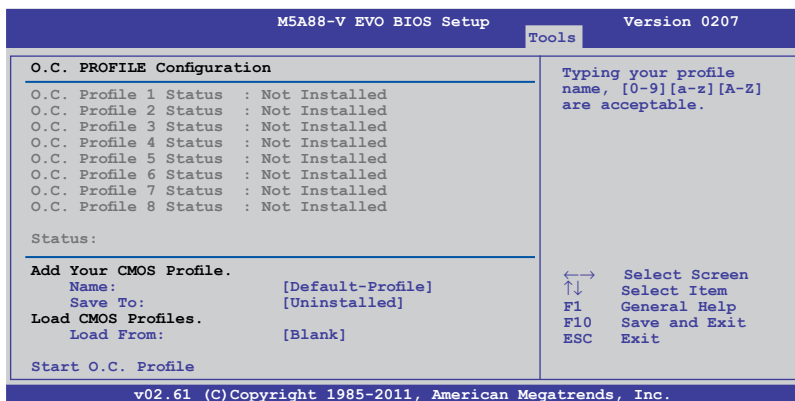 M5A88-V EVO BIOS Setup Version 0207
Tools
O.C. PROFILE Configuration
O.C. Profile 1 Status : Not Installed
O.C. Profile 2 Status : Not Installed
O.C. Profile 3 Status : Not Installed
O.C. Profile 4 Status : Not Installed
O.C. Profile 5 Status : Not Installed
O.C. Profile 6 Status : Not Installed
O.C. Profile 7 Status : Not Installed
O.C. Profile 8 Status : Not Installed
Status:
Add Your CMOS Profile.
Name: [Default-Profile]
Save To: [Uninstalled]
Load CMOS Profiles.
Load From: [Blank]
Start O.C. Profile
Typing your profile
name, [0-9][a-z][A-Z]
are acceptable.
←→ Select Screen
↑↓ Select Item
F1 General Help
F10 Save and Exit
ESC Exit
v02.61 (C)Copyright 1985-2011, American Megatrends, Inc.